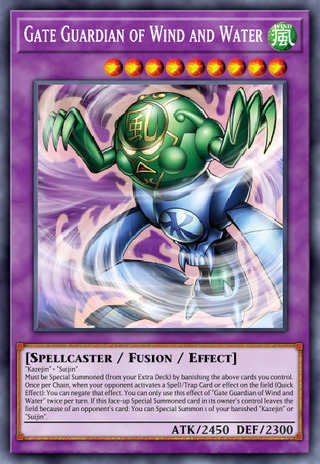 Gate Guardian of Wind and Water
WIND
風
風
水
[Spellcaster / Fusion / Effect]
"Kazejin" + "Suijin"
Must be Special Summoned (from your Extra Deck) by banishing the above cards you control.
Once per Chain, when your opponent activates a Spell/Trap Card or effect on the field (Quick
Effect): You can negate that effect. You can only use this effect of "Gate Guardian of Wind and
Water" twice per turn. If this face-up Special Summoned card in its owner's control leaves the
field because of an opponent's card: You can Special Summon 1 of your banished "Kazejin" or
"Suijin".
ATK/2450 DEF/2300